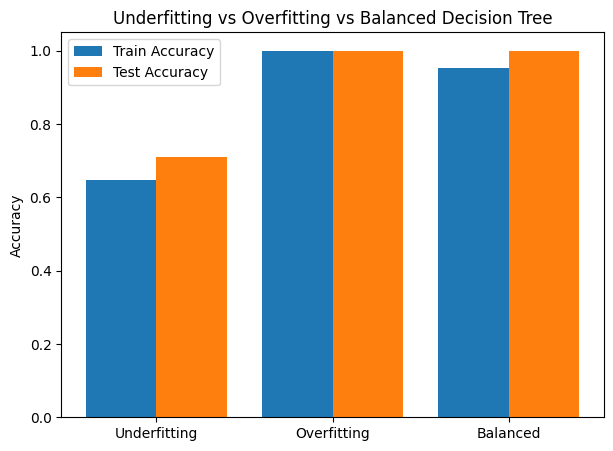 Underfitting vs Overfitting vs Balanced Decision Tree
Train Accuracy
Test Accuracy
Accuracy
1.0
0.8
0.6
0.4
0.2
0.0
Underfitting
Overfitting
Balanced